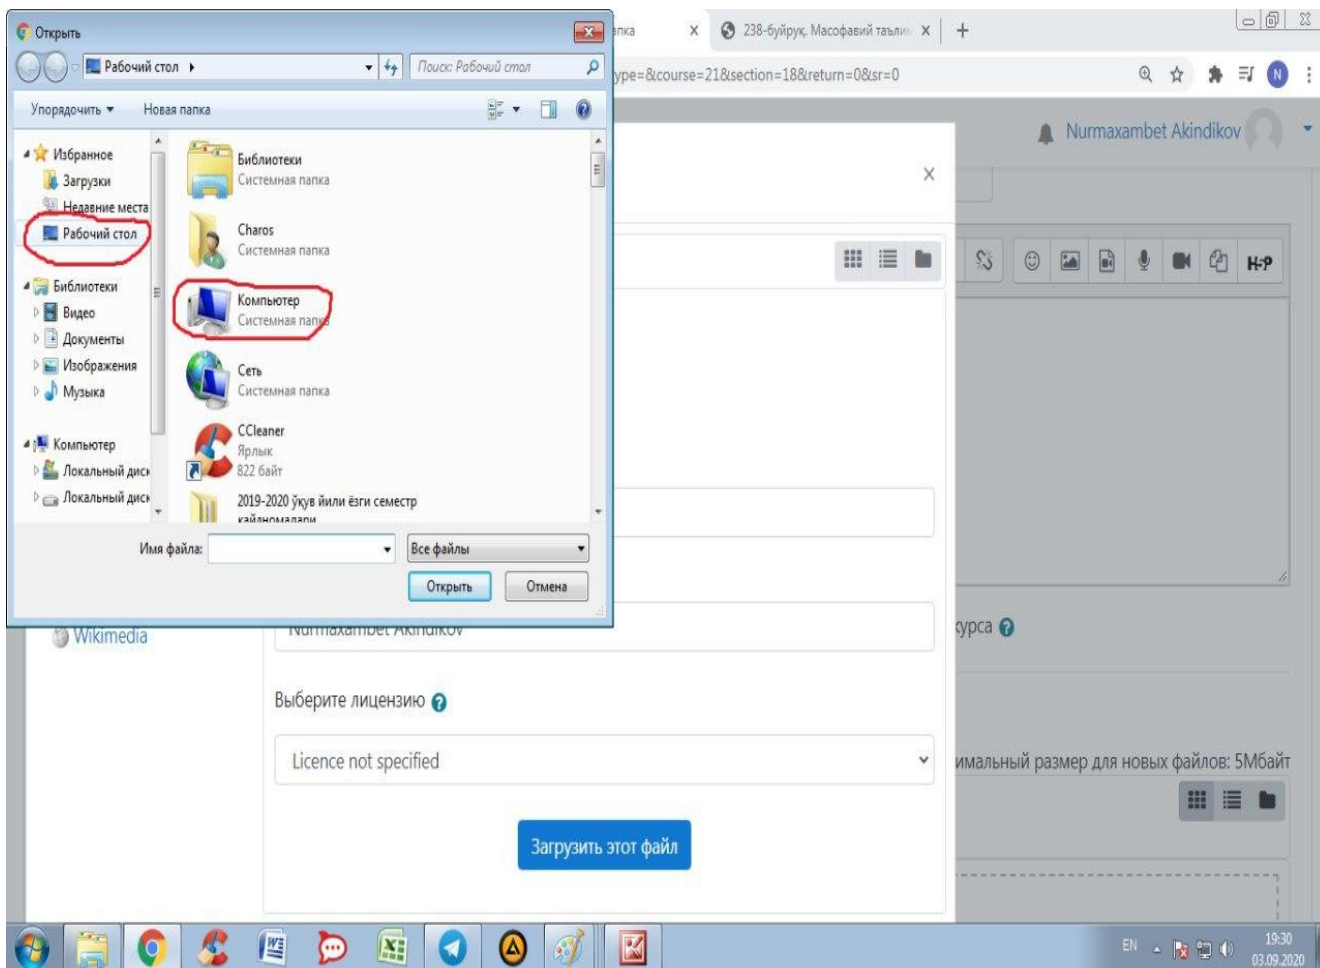 Открыть
Рабочий стол
Поиск: Рабочий стол
Упорядочить
Новая папка
Избранное
Загрузки
Недавние места
Рабочий стол
Библиотеки
Видео
Документы
Изображения
Музыка
Компьютер
Локальный диск
Локальный диск
Библиотеки
Системная папка
Charos
Системная папка
Компьютер
Системная папка
Сеть
Системная папка
CCleaner
Ярлык
822 байт
2019-2020 ўқув йили ёзги семестр
Имя файла:
Все файлы
Открыть
Отмена
апка
238-буйруқ, Масофавий таълим
ype=&course=21&section=18&return=0&sr=0
N
Nurmaxambet Akindikov
H-P
Wikimedia
Nurmaxambet Akindikov
курса
Выберите лицензию
Licence not specified
имальный размер для новых файлов: 5Мбайт
Загрузить этот файл
EN
19:30
03.09.2020